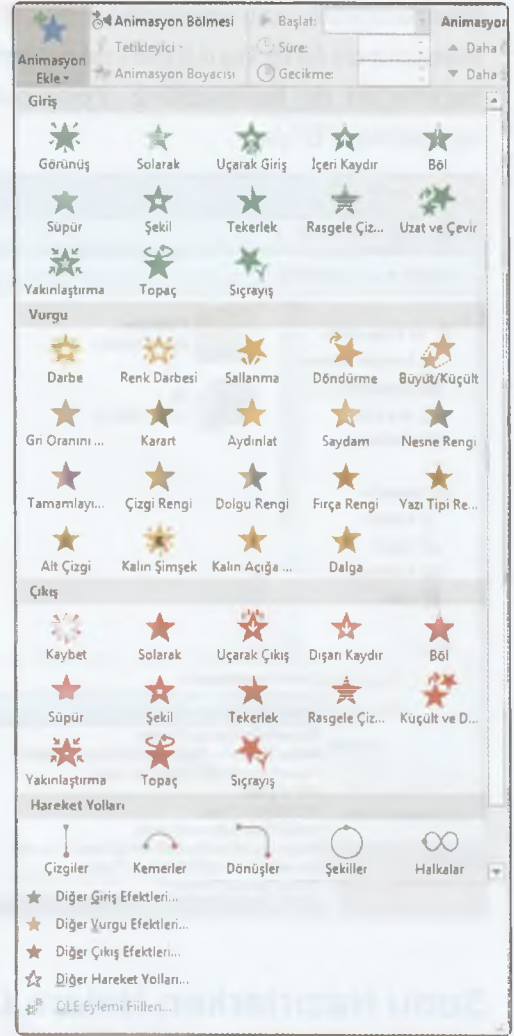 Animasyon Bölmesi Başlat: Animasyon
Tetikleyici Süre: Daha
Animasyon Ekle Animasyon Boyacısı Gecikme: Daha
Giriş
Görünüş Solarak Uçarak Giriş İçeri Kaydır Böl
Süpür Şekil Tekerlek Rasgele Çiz... Uzat ve Çevir
Yakınlaştırma Topaç Sıçrayış
Vurgu
Darbe Renk Darbesi Sallanma Döndürme Büyüt/Küçült
Gri Oranını ... Karart Aydınlat Saydam Nesne Rengi
Tamamlayı... Çizgi Rengi Dolgu Rengi Fırça Rengi Yazı Tipi Re...
Alt Çizgi Kalın Şimşek Kalın Açığa ... Dalga
Çıkış
Kaybet Solarak Uçarak Çıkış Dışarı Kaydır Böl
Süpür Şekil Tekerlek Rasgele Çiz... Küçült ve D...
Yakınlaştırma Topaç Sıçrayış
Hareket Yolları
Çizgiler Kemerler Dönüşler Şekiller Halkalar
Diğer Giriş Efektleri...
Diğer Vurgu Efektleri...
Diğer Çıkış Efektleri...
Diğer Hareket Yolları...
OLE Eylemi Fiilleri...